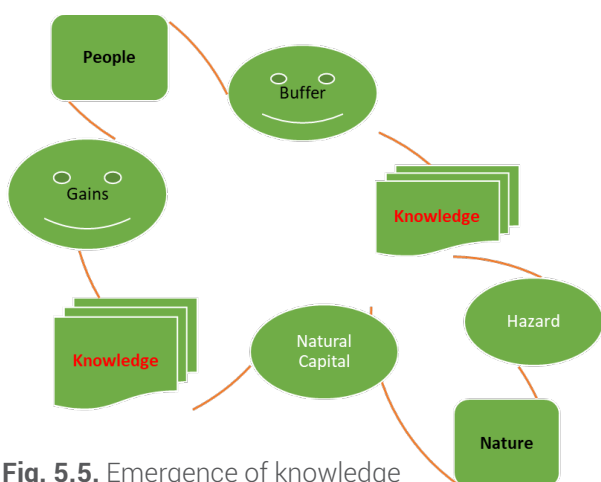 People
Buffer
Gains
Knowledge
Hazard
Natural
Capital
Knowledge
Nature
Fig. 5.5. Emergence of knowledge